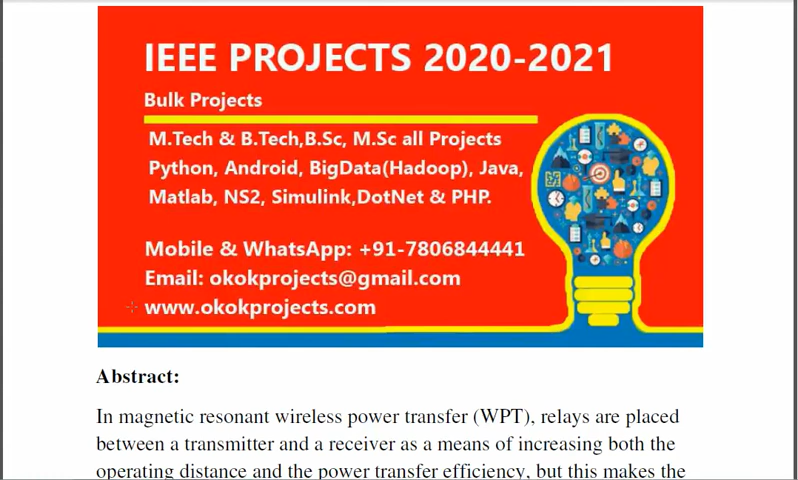 IEEE PROJECTS 2020-2021
Bulk Projects
M.Tech & B.Tech,B.Sc, M.Sc all Projects
Python, Android, BigData(Hadoop), Java,
Matlab, NS2, Simulink,DotNet & PHP.
Mobile & WhatsApp: +91-7806844441
Email: okokprojects@gmail.com
www.okokprojects.com
Abstract:
In magnetic resonant wireless power transfer (WPT), relays are placed
between a transmitter and a receiver as a means of increasing both the
operating distance and the power transfer efficiency, but this makes the